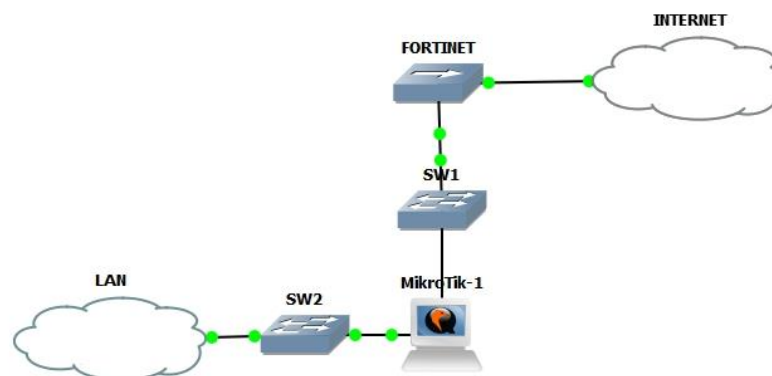 INTERNET
FORTINET
SW1
MikroTik-1
LAN
SW2